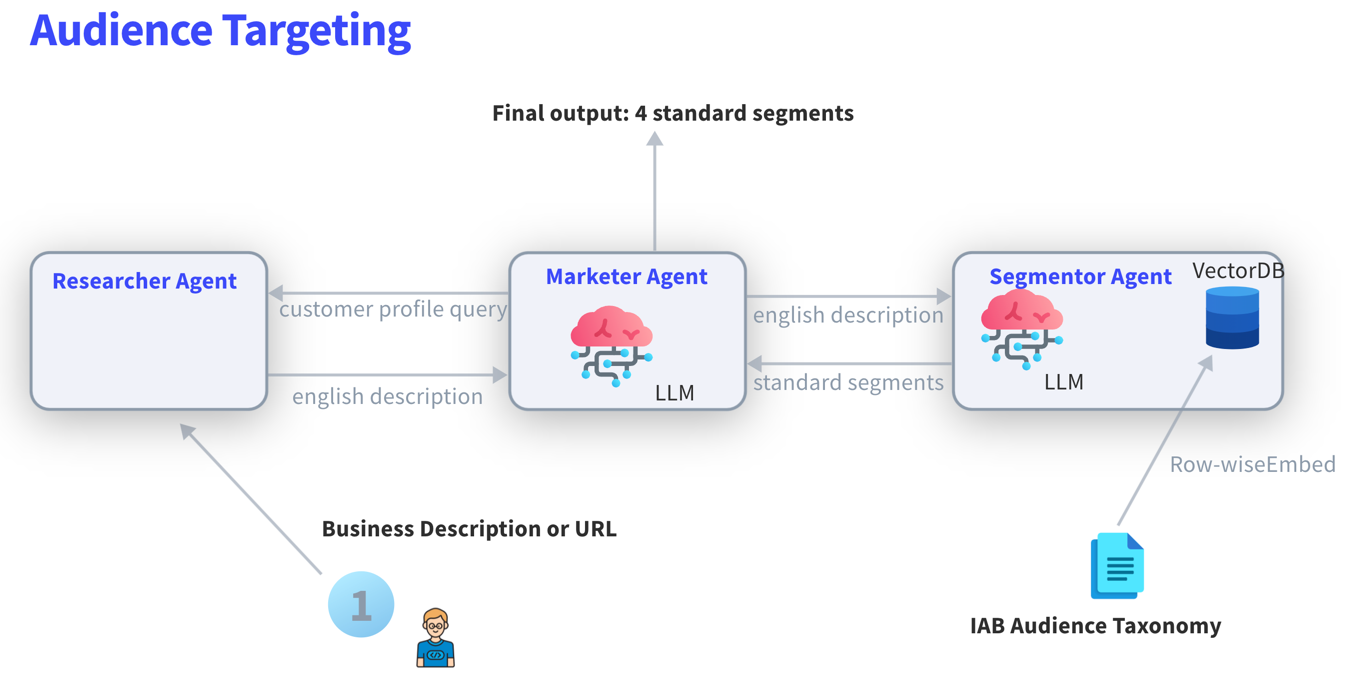 Audience Targeting
Final output: 4 standard segments
Researcher Agent
Marketer Agent
Segmentor Agent
VectorDB
customer profile query
english description
english description
standard segments
LLM
LLM
Row-wiseEmbed
Business Description or URL
1
</>
IAB Audience Taxonomy